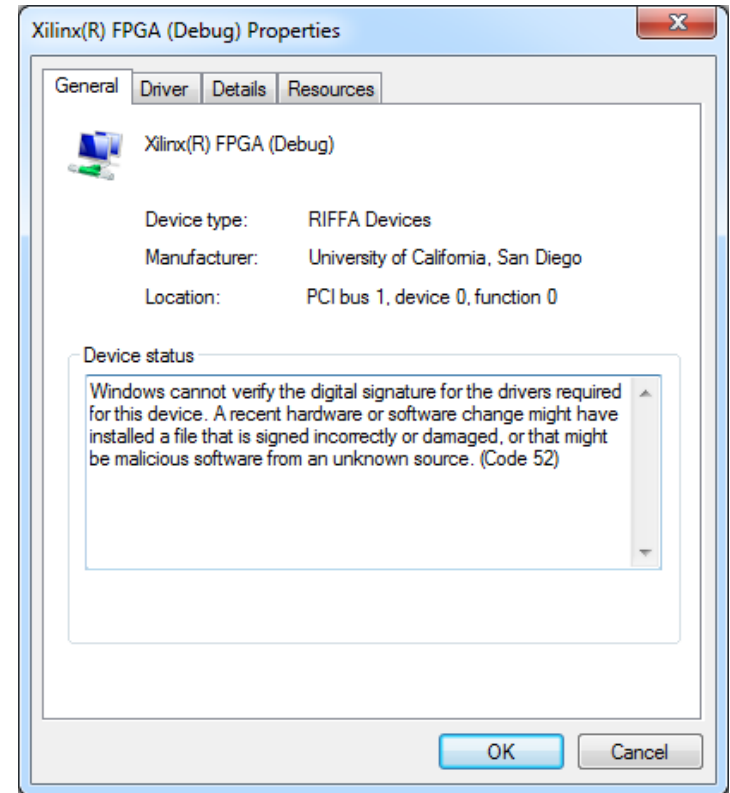 Xilinx(R) FPGA (Debug) Properties
General Driver Details Resources
Xilinx(R) FPGA (Debug)
Device type: RIFFA Devices
Manufacturer: University of California, San Diego
Location: PCI bus 1, device 0, function 0
Device status
Windows cannot verify the digital signature for the drivers required
for this device. A recent hardware or software change might have
installed a file that is signed incorrectly or damaged, or that might
be malicious software from an unknown source. (Code 52)
OK Cancel